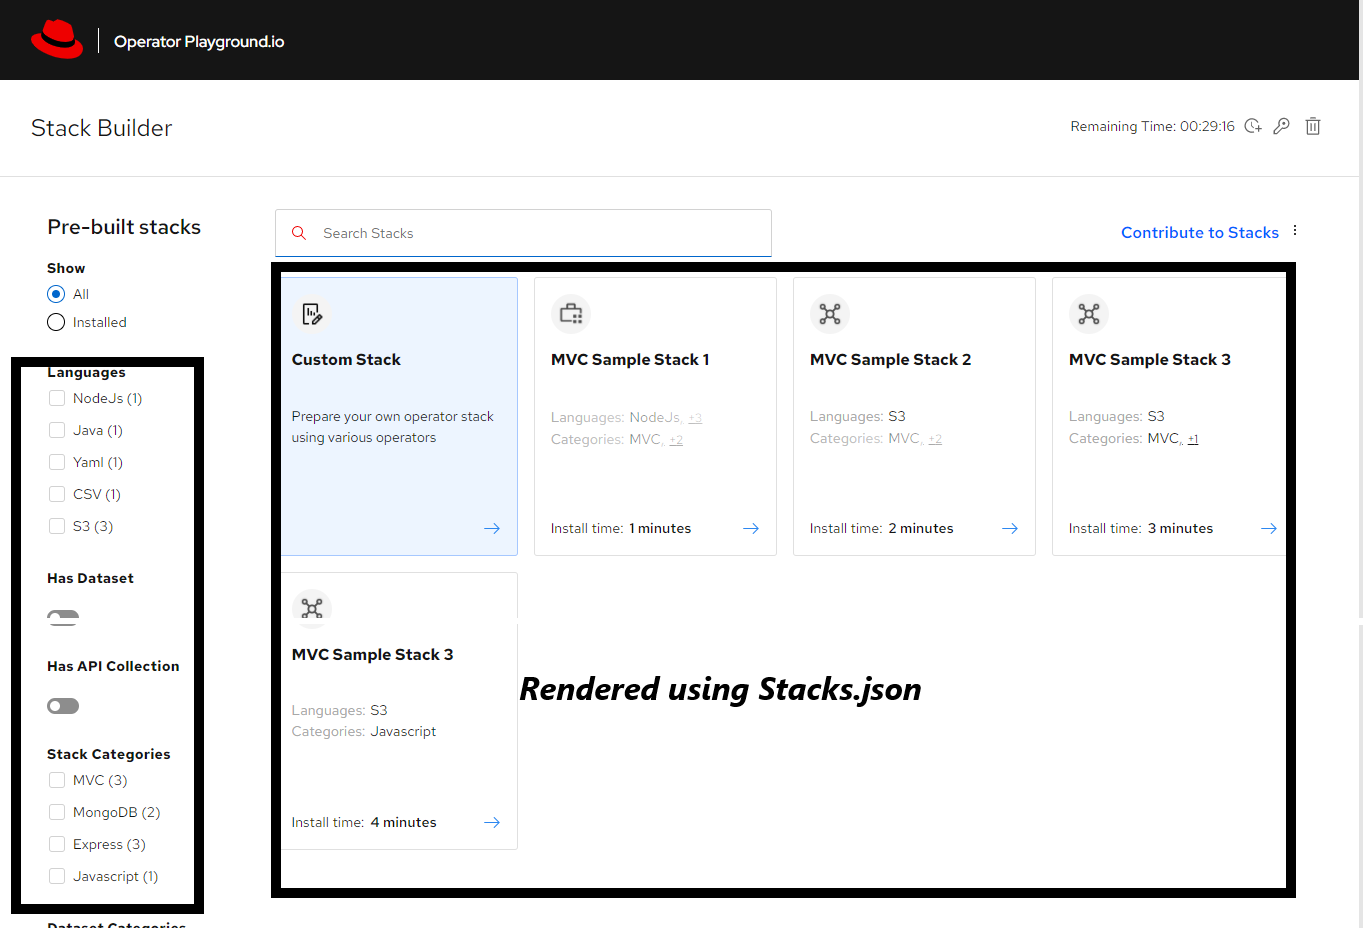 Operator Playground.io
Stack Builder
Remaining Time: 00:29:16
Pre-built stacks
Search Stacks
Contribute to Stacks
Show
All
Installed
Languages
NodeJs (1)
Java (1)
Yaml (1)
CSV (1)
S3 (3)
Has Dataset
Has API Collection
Stack Categories
MVC (3)
MongoDB (2)
Express (3)
Javascript (1)
Dataset Categories
Custom Stack
Prepare your own operator stack
using various operators
MVC Sample Stack 1
Languages: NodeJs, +3
Categories: MVC, +2
Install time: 1 minutes
MVC Sample Stack 2
Languages: S3
Categories: MVC, +2
Install time: 2 minutes
MVC Sample Stack 3
Languages: S3
Categories: MVC, +1
Install time: 3 minutes
MVC Sample Stack 3
Languages: S3
Categories: Javascript
Install time: 4 minutes
Rendered using Stacks.json